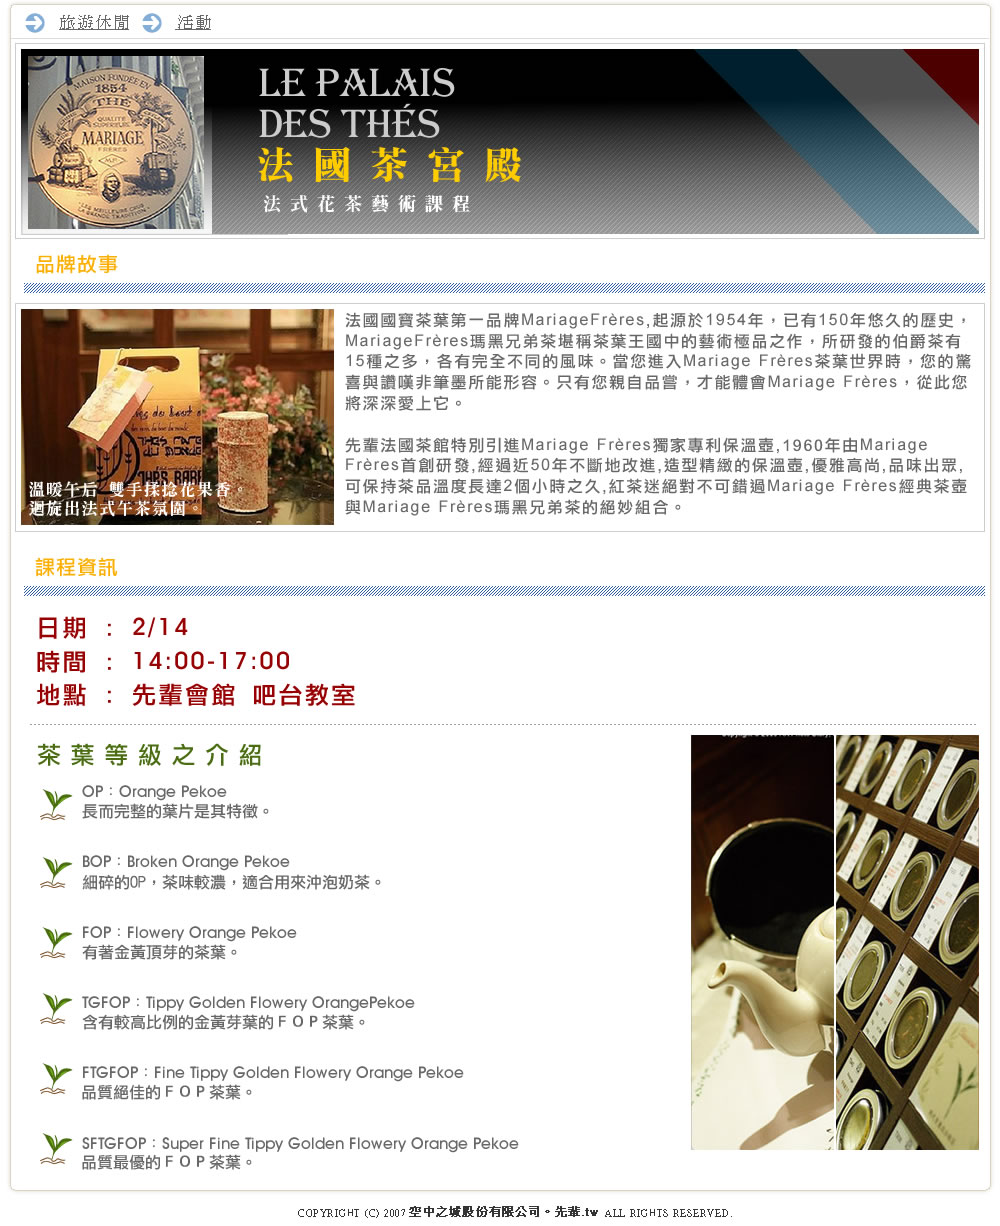 旅遊休閒 活動
MAISON FONDÉE EN
1854
THÉ
QUALITÉ
SUPERIEURE
MARIAGE
FRÈRES
LES MEILLEURS CRUS
LA GRANDE TRADITION
LE PALAIS
DES THÉS
法國茶宮殿
法式花茶藝術課程
品牌故事
法國國寶茶葉第一品牌MariageFrères,起源於1954年，已有150年悠久的歷史，
MariageFrères瑪黑兄弟茶堪稱茶葉王國中的藝術極品之作，所研發的伯爵茶有
15種之多，各有完全不同的風味。當您進入Mariage Frères茶葉世界時，您的驚
喜與讚嘆非筆墨所能形容。只有您親自品嘗，才能體會Mariage Frères，從此您
將深深愛上它。
先輩法國茶館特別引進Mariage Frères獨家專利保溫壺,1960年由Mariage
Frères首創研發,經過近50年不斷地改進,造型精緻的保溫壺,優雅高尚,品味出眾,
可保持茶品溫度長達2個小時之久,紅茶迷絕對不可錯過Mariage Frères經典茶壺
與Mariage Frères瑪黑兄弟茶的絕妙組合。
溫暖午后 雙手揉捻花果香。
迴旋出法式午茶氛圍。
課程資訊
日期 : 2/14
時間 : 14:00-17:00
地點 : 先輩會館 吧台教室
茶葉等級之介紹
OP：Orange Pekoe
長而完整的葉片是其特徵。
BOP：Broken Orange Pekoe
細碎的OP，茶味較濃，適合用來沖泡奶茶。
FOP：Flowery Orange Pekoe
有著金黃頂芽的茶葉。
TGFOP：Tippy Golden Flowery OrangePekoe
含有較高比例的金黃芽葉的ＦＯＰ茶葉。
FTGFOP：Fine Tippy Golden Flowery Orange Pekoe
品質絕佳的ＦＯＰ茶葉。
SFTGFOP：Super Fine Tippy Golden Flowery Orange Pekoe
品質最優的ＦＯＰ茶葉。
COPYRIGHT (C) 2007 空中之城股份有限公司。先輩.tw ALL RIGHTS RESERVED.